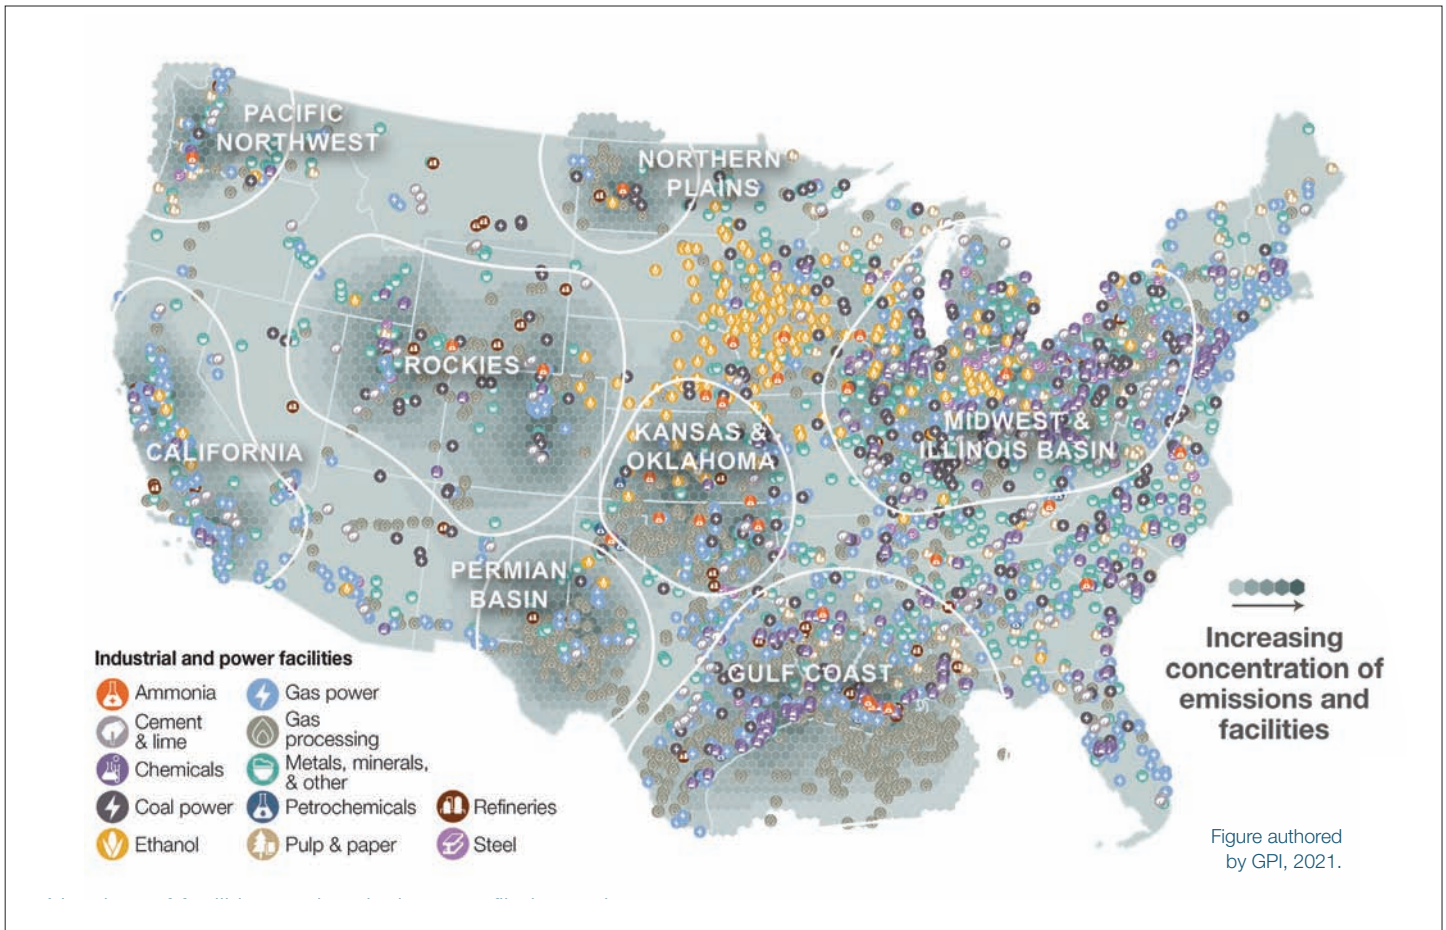 PACIFIC
NORTHWEST
NORTHERN
PLAINS
ROCKIES
KANSAS &
OKLAHOMA
MIDWEST &
ILLINOIS BASIN
CALIFORNIA
PERMIAN
BASIN
GULF COAST
Increasing
concentration of
emissions and
facilities
Industrial and power facilities
Ammonia
Cement
& lime
Chemicals
Coal power
Ethanol
Gas power
Gas
processing
Metals, minerals,
& other
Petrochemicals
Pulp & paper
Refineries
Steel
Figure authored
by GPI, 2021.